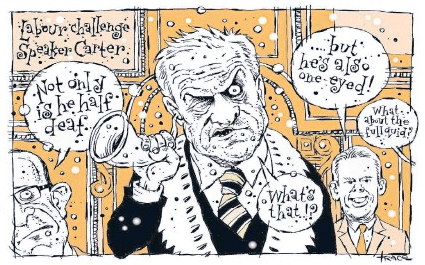 Labour challenge
Speaker Carter.
Not only
is he half
deaf.
....but
he's also
one-eyed!
What
about the
full quid?
What's
that.!?
TRACE